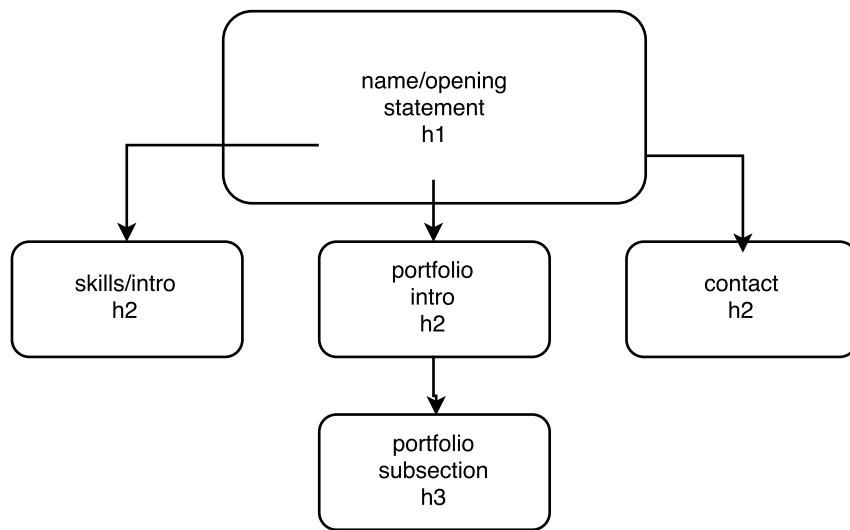 name/opening
statement
h1
skills/intro
h2
portfolio
intro
h2
contact
h2
portfolio
subsection
h3